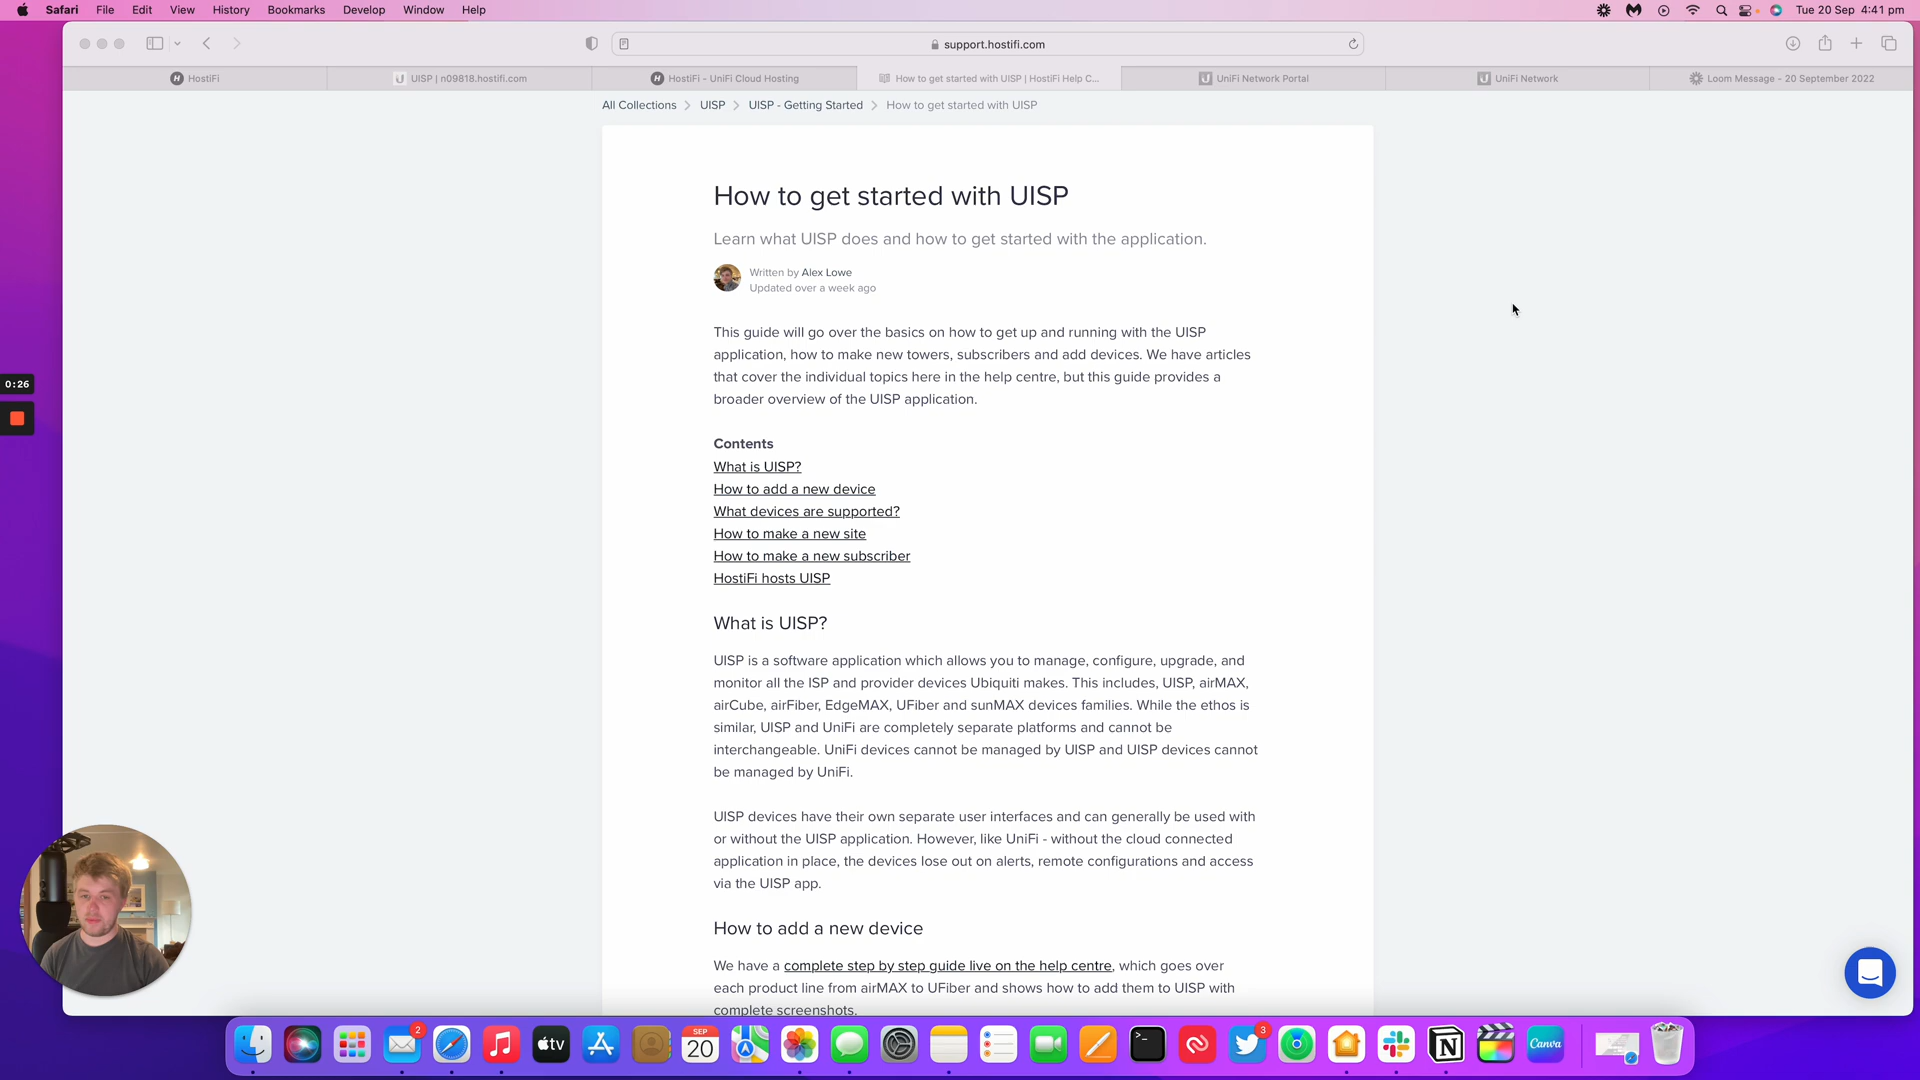 Safari File Edit View History Bookmarks Develop Window Help Tue 20 Sep 4:41 pm
support.hostifi.com
HostiFi UISP | n09818.hostifi.com HostiFi - UniFi Cloud Hosting How to get started with UISP | HostiFi Help C... UniFi Network Portal UniFi Network Loom Message - 20 September 2022
All Collections UISP UISP - Getting Started How to get started with UISP
How to get started with UISP
Learn what UISP does and how to get started with the application.
Written by Alex Lowe
Updated over a week ago
This guide will go over the basics on how to get up and running with the UISP
application, how to make new towers, subscribers and add devices. We have articles
that cover the individual topics here in the help centre, but this guide provides a
broader overview of the UISP application.
0:26
Contents
What is UISP?
How to add a new device
What devices are supported?
How to make a new site
How to make a new subscriber
HostiFi hosts UISP
What is UISP?
UISP is a software application which allows you to manage, configure, upgrade, and
monitor all the ISP and provider devices Ubiquiti makes. This includes, UISP, airMAX,
airCube, airFiber, EdgeMAX, UFiber and sunMAX devices families. While the ethos is
similar, UISP and UniFi are completely separate platforms and cannot be
interchangeable. UniFi devices cannot be managed by UISP and UISP devices cannot
be managed by UniFi.
UISP devices have their own separate user interfaces and can generally be used with
or without the UISP application. However, like UniFi - without the cloud connected
application in place, the devices lose out on alerts, remote configurations and access
via the UISP app.
How to add a new device
We have a complete step by step guide live on the help centre, which goes over
each product line from airMAX to UFiber and shows how to add them to UISP with
complete screenshots.
2 tv SEP 20 3 Canva